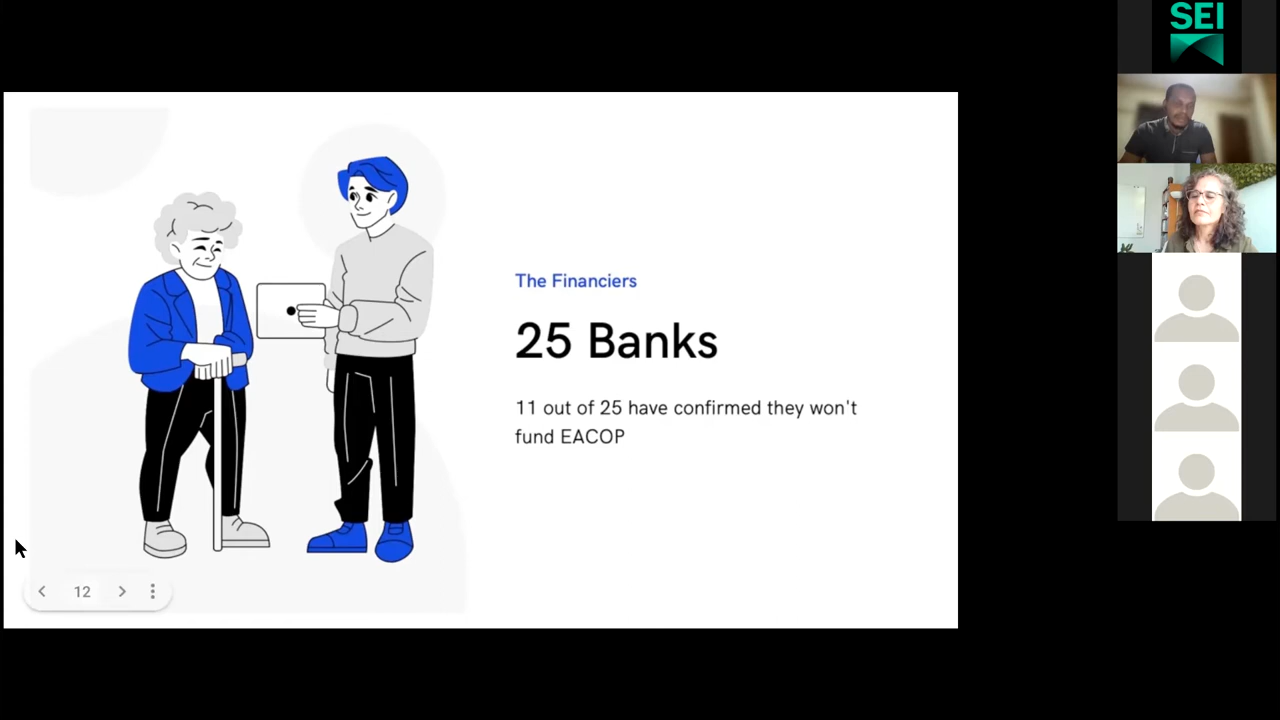 SEI
The Financiers
25 Banks
11 out of 25 have confirmed they won't
fund EACOP
12